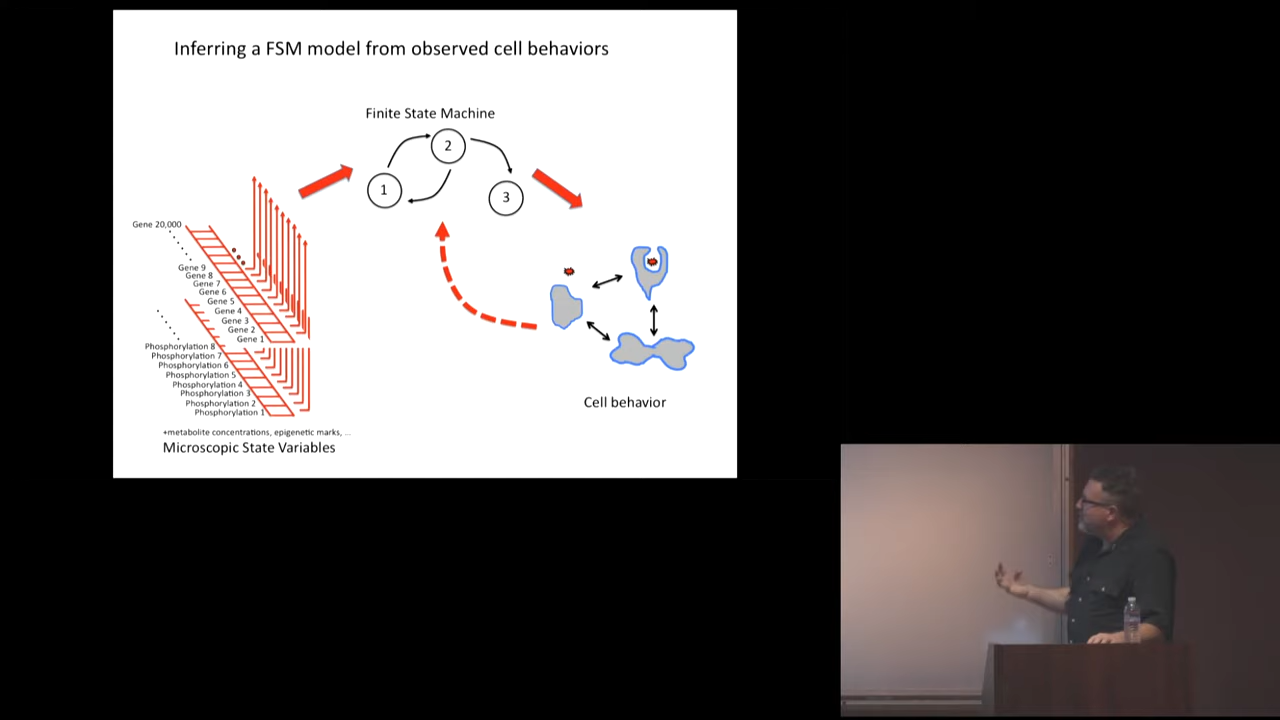 Inferring a FSM model from observed cell behaviors
Finite State Machine
2
1
3
Gene 20,000
Gene 9
Gene 8
Gene 7
Gene 6
Gene 5
Gene 4
Gene 3
Gene 2
Gene 1
Phosphorylation 8
Phosphorylation 7
Phosphorylation 6
Phosphorylation 5
Phosphorylation 4
Phosphorylation 3
Phosphorylation 2
Phosphorylation 1
Cell behavior
+metabolite concentrations, epigenetic marks, ...
Microscopic State Variables